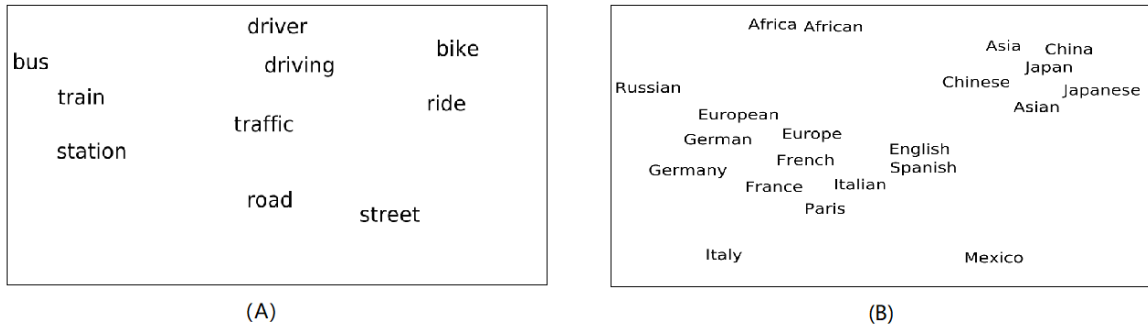 driver
bike
bus
driving
train
ride
traffic
station
road
street
(A)
Africa African
Asia
China
Japan
Russian
Chinese
Japanese
Asian
European
Europe
German
English
French
Spanish
Germany
France
Italian
Paris
Italy
Mexico
(B)